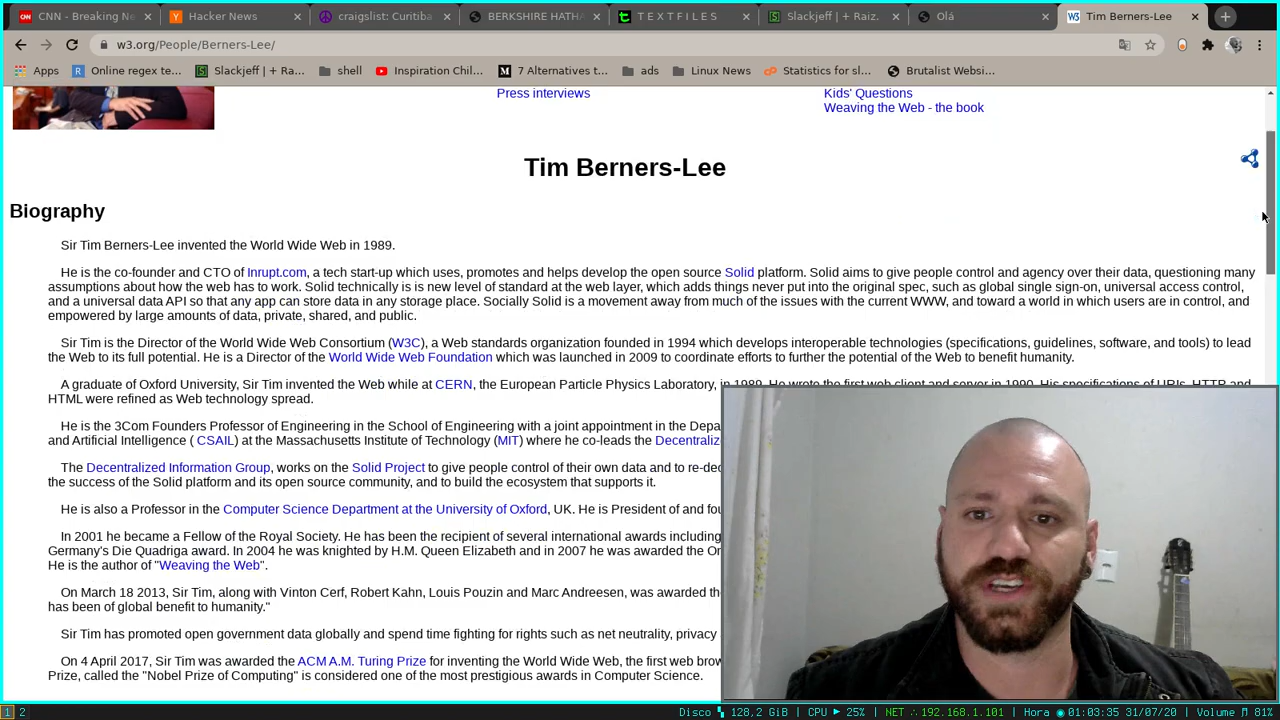 CNN - Breaking Ne
Hacker News
craigslist: Curitiba
BERKSHIRE HATHA
T E X T F I L E S
Slackjeff | + Raiz.
Olá
Tim Berners-Lee
w3.org/People/Berners-Lee/
Apps
Online regex te...
Slackjeff | + Ra...
shell
Inspiration Chil...
7 Alternatives t...
ads
Linux News
Statistics for sl...
Brutalist Websi...
Press interviews
Kids' Questions
Weaving the Web - the book
Tim Berners-Lee
Biography
Sir Tim Berners-Lee invented the World Wide Web in 1989.
He is the co-founder and CTO of Inrupt.com, a tech start-up which uses, promotes and helps develop the open source Solid platform. Solid aims to give people control and agency over their data, questioning many
assumptions about how the web has to work. Solid technically is is new level of standard at the web layer, which adds things never put into the original spec, such as global single sign-on, universal access control,
and a universal data API so that any app can store data in any storage place. Socially Solid is a movement away from much of the issues with the current WWW, and toward a world in which users are in control, and
empowered by large amounts of data, private, shared, and public.
Sir Tim is the Director of the World Wide Web Consortium (W3C), a Web standards organization founded in 1994 which develops interoperable technologies (specifications, guidelines, software, and tools) to lead
the Web to its full potential. He is a Director of the World Wide Web Foundation which was launched in 2009 to coordinate efforts to further the potential of the Web to benefit humanity.
A graduate of Oxford University, Sir Tim invented the Web while at CERN, the European Particle Physics Laboratory, in 1989. He wrote the first web client and server in 1990. His specifications of URIs, HTTP and
HTML were refined as Web technology spread.
He is the 3Com Founders Professor of Engineering in the School of Engineering with a joint appointment in the Depa
and Artificial Intelligence ( CSAIL) at the Massachusetts Institute of Technology (MIT) where he co-leads the Decentraliz
The Decentralized Information Group, works on the Solid Project to give people control of their own data and to re-dec
the success of the Solid platform and its open source community, and to build the ecosystem that supports it.
He is also a Professor in the Computer Science Department at the University of Oxford, UK. He is President of and fou
In 2001 he became a Fellow of the Royal Society. He has been the recipient of several international awards including
Germany's Die Quadriga award. In 2004 he was knighted by H.M. Queen Elizabeth and in 2007 he was awarded the Or
He is the author of "Weaving the Web".
On March 18 2013, Sir Tim, along with Vinton Cerf, Robert Kahn, Louis Pouzin and Marc Andreesen, was awarded the
has been of global benefit to humanity."
Sir Tim has promoted open government data globally and spend time fighting for rights such as net neutrality, privacy
On 4 April 2017, Sir Tim was awarded the ACM A.M. Turing Prize for inventing the World Wide Web, the first web brow
Prize, called the "Nobel Prize of Computing" is considered one of the most prestigious awards in Computer Science.
1 2
Disco 128,2 GiB | CPU 25% | NET 192.168.1.101 | Hora 01:03:35 31/07/20 | Volume 81%